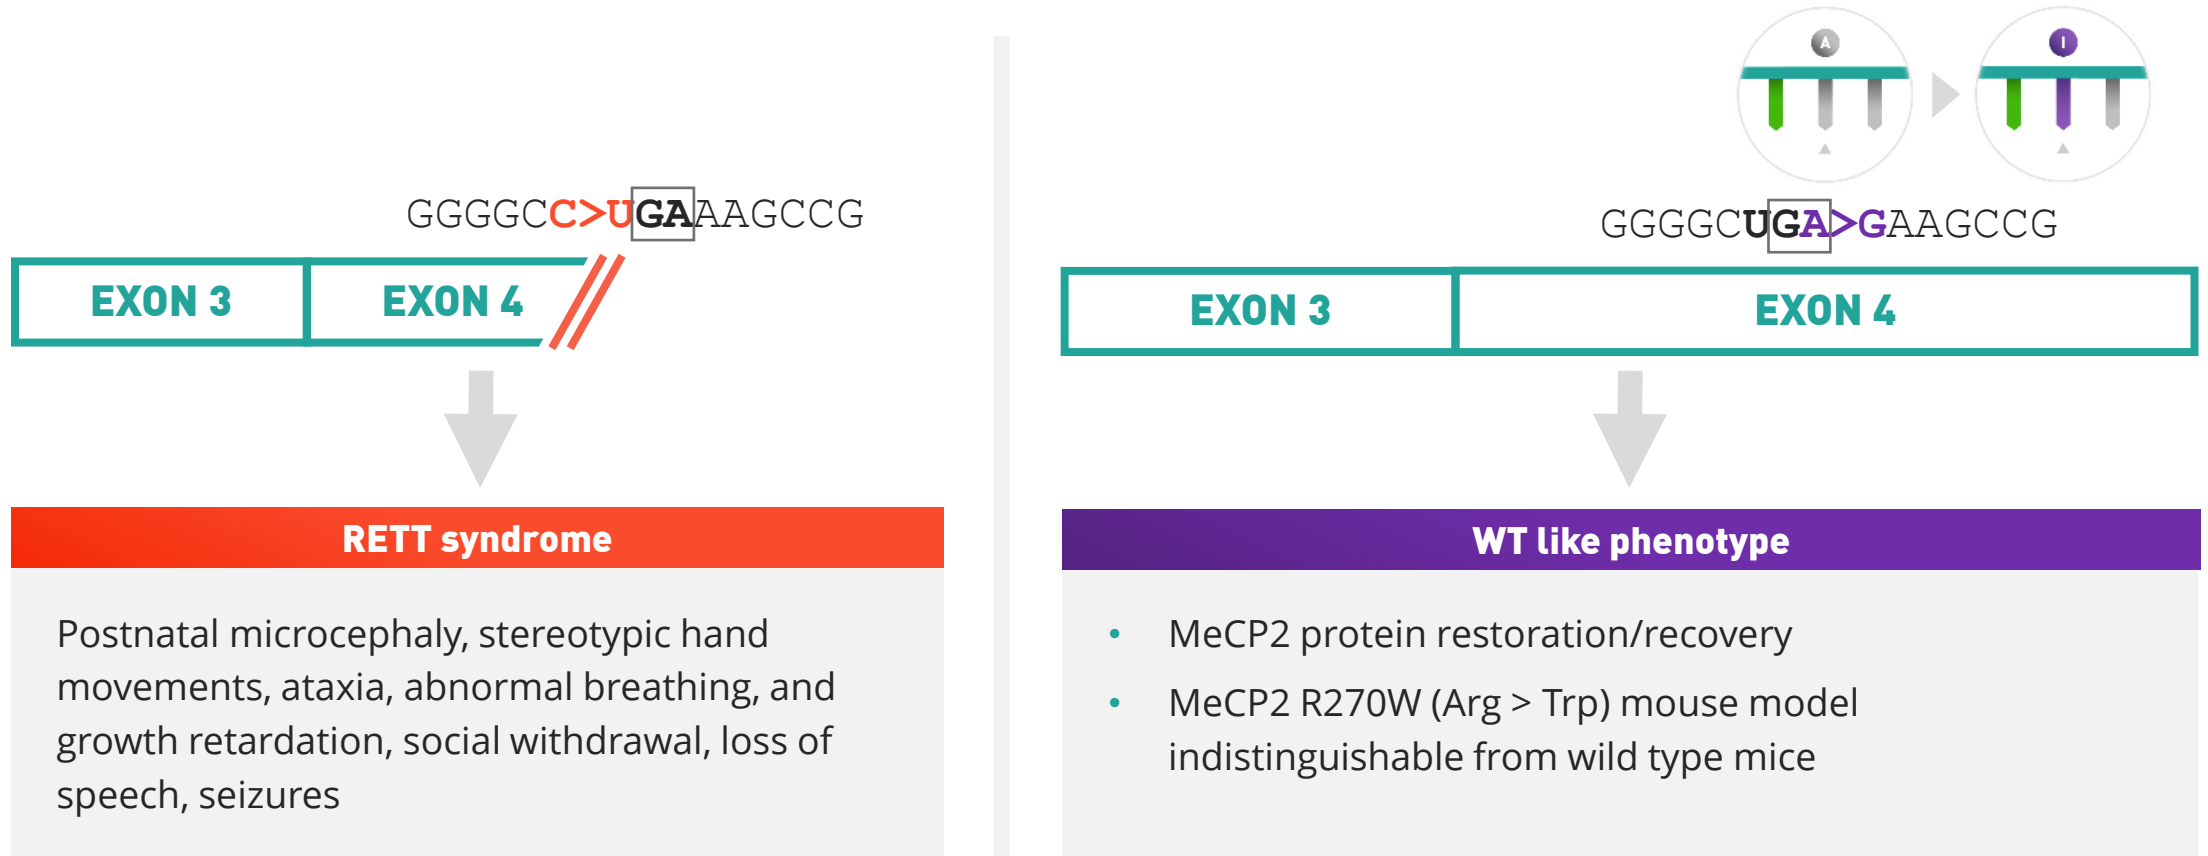 GGGGCC>UGAAAGCCG
EXON 3
EXON 4
RETT syndrome
Postnatal microcephaly, stereotypic hand
movements, ataxia, abnormal breathing, and
growth retardation, social withdrawal, loss of
speech, seizures
A
I
GGGGCUGA>GAAGCCG
EXON 3
EXON 4
WT like phenotype
• MeCP2 protein restoration/recovery
• MeCP2 R270W (Arg > Trp) mouse model
indistinguishable from wild type mice